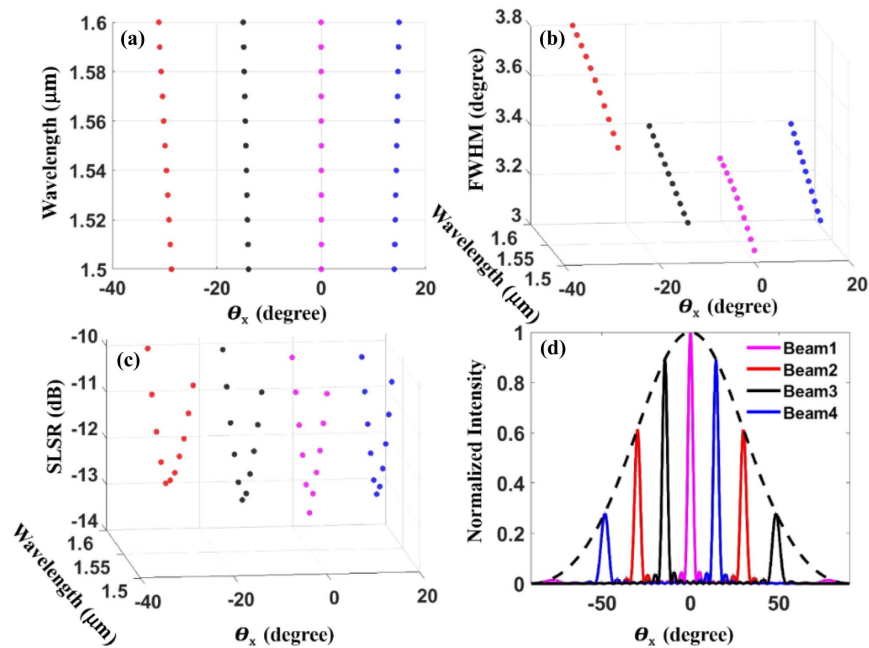 (a)
Wavelength (μm)
1.6
1.58
1.56
1.54
1.52
1.5
-40
-20
0
20
θx (degree)
(b)
FWHM (degree)
3.8
3.6
3.4
3.2
3
Wavelength (μm)
1.6
1.55
1.5
-40
-20
0
20
θx (degree)
(c)
SLSR (dB)
-10
-11
-12
-13
-14
Wavelength (μm)
1.6
1.55
1.5
-40
-20
0
20
θx (degree)
(d)
Normalized Intensity
1
0.8
0.6
0.4
0.2
0
Beam1
Beam2
Beam3
Beam4
-50
0
50
θx (degree)